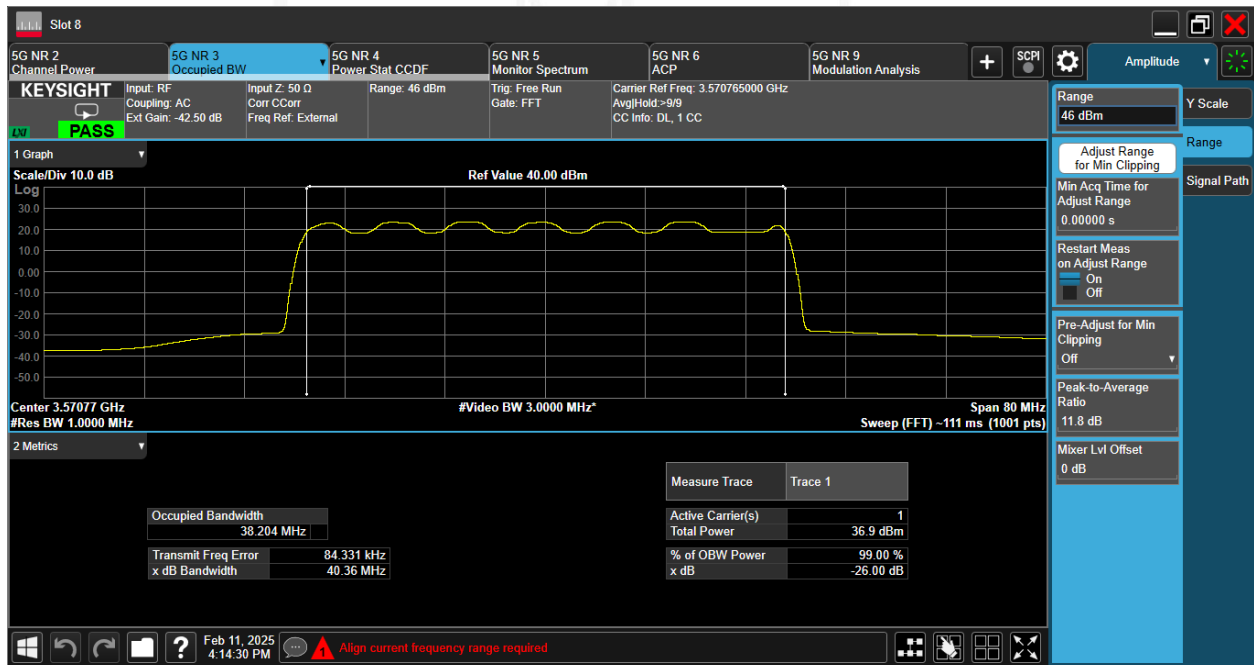 Slot 8
5G NR 2
Channel Power
5G NR 3
Occupied BW
5G NR 4
Power Stat CCDF
5G NR 5
Monitor Spectrum
5G NR 6
ACP
5G NR 9
Modulation Analysis
SCPI
Amplitude
KEYSIGHT
LXI
PASS
Input: RF
Coupling: AC
Ext Gain: -42.50 dB
Input Z: 50 Ω
Corr CCorr
Freq Ref: External
Range: 46 dBm
Trig: Free Run
Gate: FFT
Carrier Ref Freq: 3.570765000 GHz
Avg|Hold:>9/9
CC Info: DL, 1 CC
1 Graph
Scale/Div 10.0 dB
Ref Value 40.00 dBm
Log
30.0
20.0
10.0
0.00
-10.0
-20.0
-30.0
-40.0
-50.0
Center 3.57077 GHz
#Video BW 3.0000 MHz*
Span 80 MHz
#Res BW 1.0000 MHz
Sweep (FFT) ~111 ms (1001 pts)
2 Metrics
Measure Trace Trace 1
Occupied Bandwidth
38.204 MHz
Active Carrier(s) 1
Total Power 36.9 dBm
Transmit Freq Error 84.331 kHz
x dB Bandwidth 40.36 MHz
% of OBW Power 99.00 %
x dB -26.00 dB
Range
46 dBm
Adjust Range
for Min Clipping
Min Acq Time for
Adjust Range
0.00000 s
Restart Meas
on Adjust Range
On
Off
Pre-Adjust for Min
Clipping
Off
Peak-to-Average
Ratio
11.8 dB
Mixer Lvl Offset
0 dB
Y Scale
Range
Signal Path
?
Feb 11, 2025
4:14:30 PM
1
Align current frequency range required